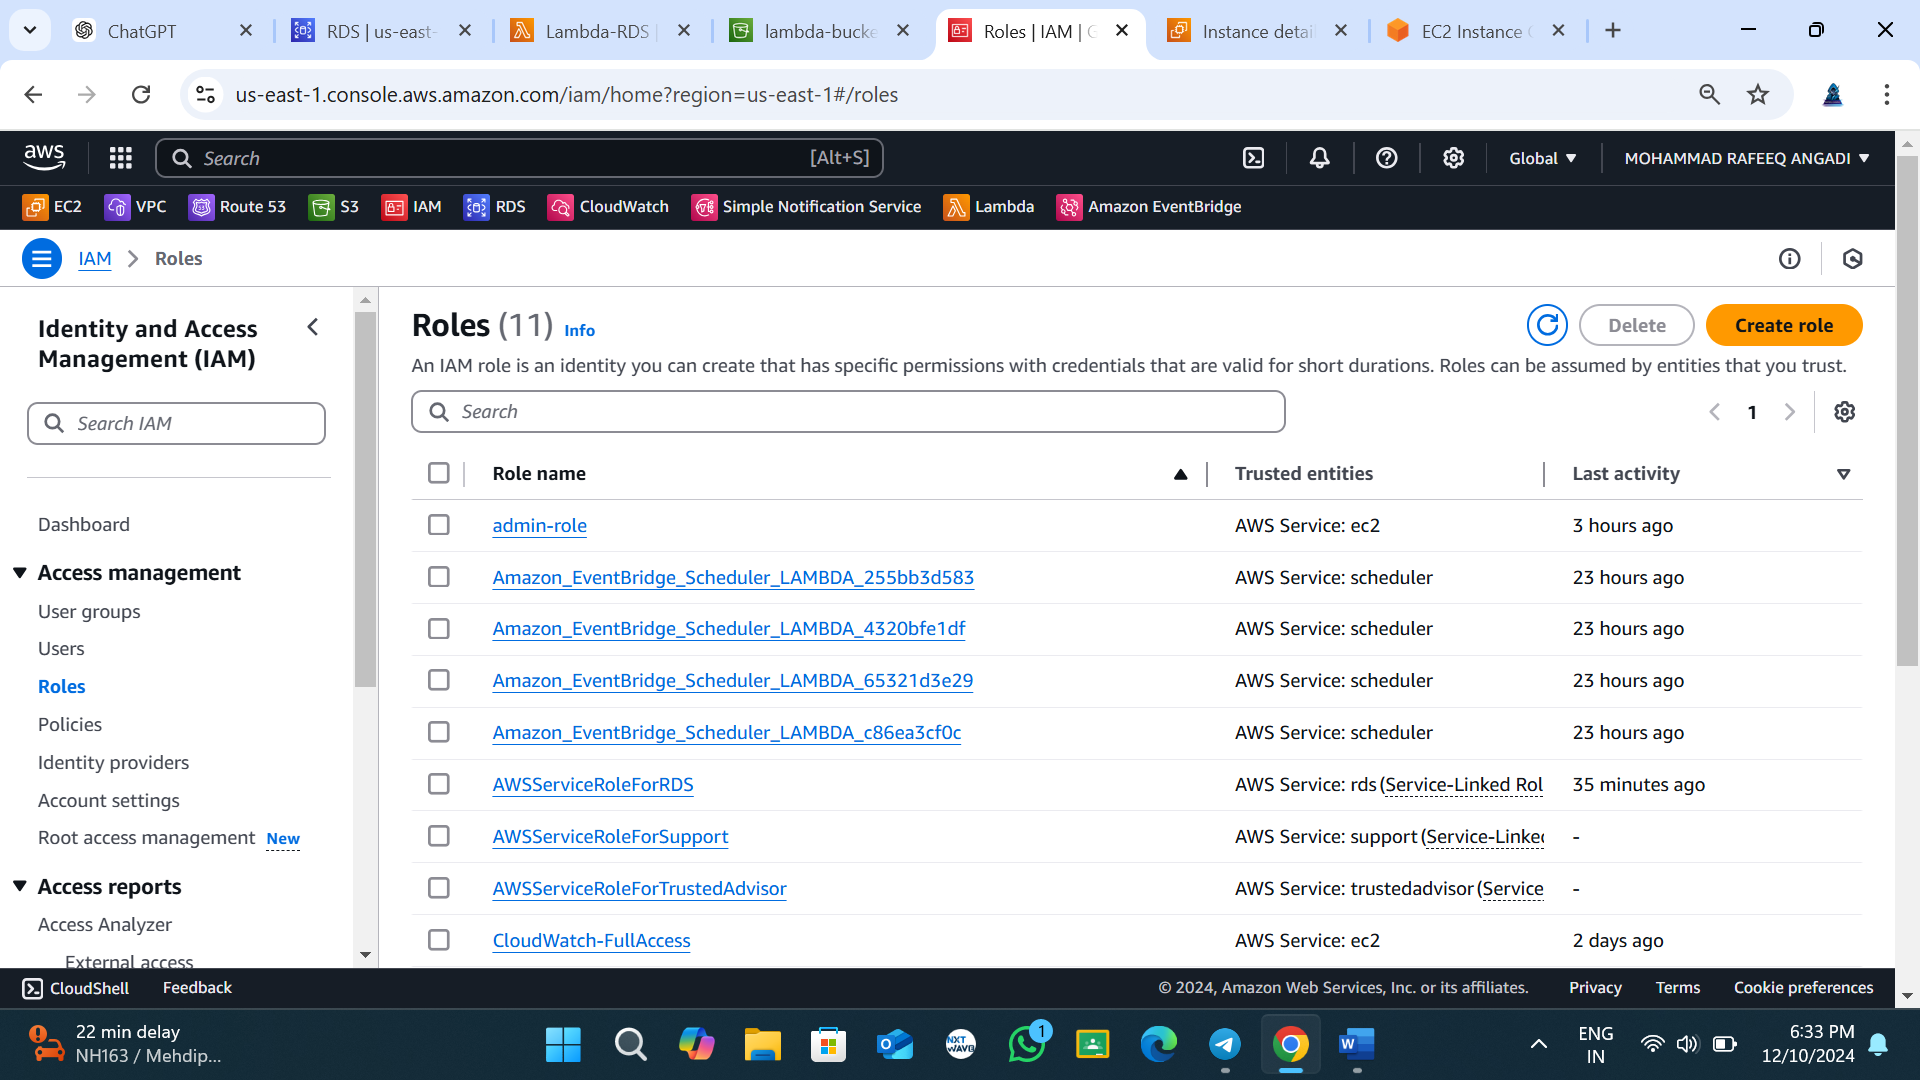 ChatGPT
RDS | us-east-
Lambda-RDS |
lambda-bucke
Roles | IAM | G
Instance detai
EC2 Instance
us-east-1.console.aws.amazon.com/iam/home?region=us-east-1#/roles
aws
Search
[Alt+S]
Global
MOHAMMAD RAFEEQ ANGADI
EC2
VPC
Route 53
S3
IAM
RDS
CloudWatch
Simple Notification Service
Lambda
Amazon EventBridge
IAM
Roles
Identity and Access
Management (IAM)
Search IAM
Dashboard
Access management
User groups
Users
Roles
Policies
Identity providers
Account settings
Root access management New
Access reports
Access Analyzer
External access
Roles (11) Info
Delete
Create role
An IAM role is an identity you can create that has specific permissions with credentials that are valid for short durations. Roles can be assumed by entities that you trust.
Search
1
Role name Trusted entities Last activity
admin-role AWS Service: ec2 3 hours ago
Amazon_EventBridge_Scheduler_LAMBDA_255bb3d583 AWS Service: scheduler 23 hours ago
Amazon_EventBridge_Scheduler_LAMBDA_4320bfe1df AWS Service: scheduler 23 hours ago
Amazon_EventBridge_Scheduler_LAMBDA_65321d3e29 AWS Service: scheduler 23 hours ago
Amazon_EventBridge_Scheduler_LAMBDA_c86ea3cf0c AWS Service: scheduler 23 hours ago
AWSServiceRoleForRDS AWS Service: rds (Service-Linked Rol 35 minutes ago
AWSServiceRoleForSupport AWS Service: support (Service-Linked -
AWSServiceRoleForTrustedAdvisor AWS Service: trustedadvisor (Service -
CloudWatch-FullAccess AWS Service: ec2 2 days ago
CloudShell
Feedback
© 2024, Amazon Web Services, Inc. or its affiliates.
Privacy
Terms
Cookie preferences
22 min delay
NH163 / Mehdip...
NXT
WAVE
1
ENG
IN
6:33 PM
12/10/2024